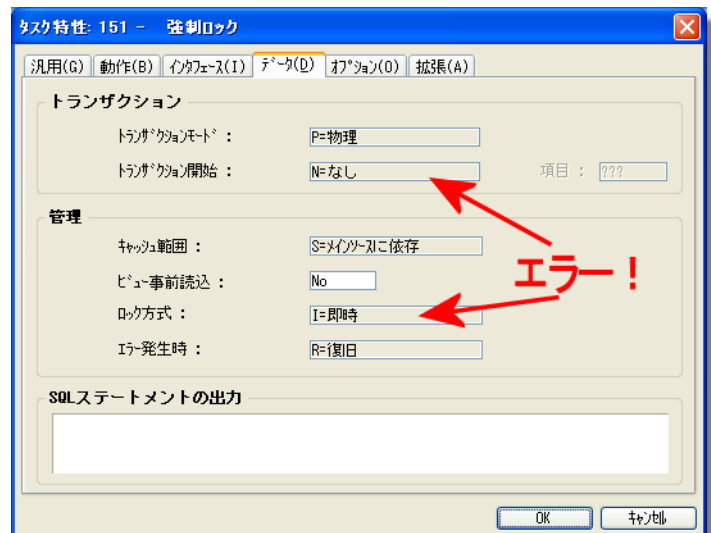 ﾀｽｸ特性: 151 - 強制ロック
汎用(G) 動作(B) ｲﾝﾀﾌｪｰｽ(I) ﾃﾞｰﾀ(D) ｵﾌﾟｼｮﾝ(O) 拡張(A)
トランザクション
ﾄﾗﾝｻﾞｸｼｮﾝﾓｰﾄﾞ： P=物理
ﾄﾗﾝｻﾞｸｼｮﾝ開始： N=なし 項目： ???
管理
ｷｬｯｼｭ範囲： S=ﾒｲﾝｿｰｽに依存
エラー！
ﾋﾞｭｰ事前読込： No
ﾛｯｸ方式： I=即時
ｴﾗｰ発生時： R=復旧
SQLステートメントの出力
OK ｷｬﾝｾﾙ